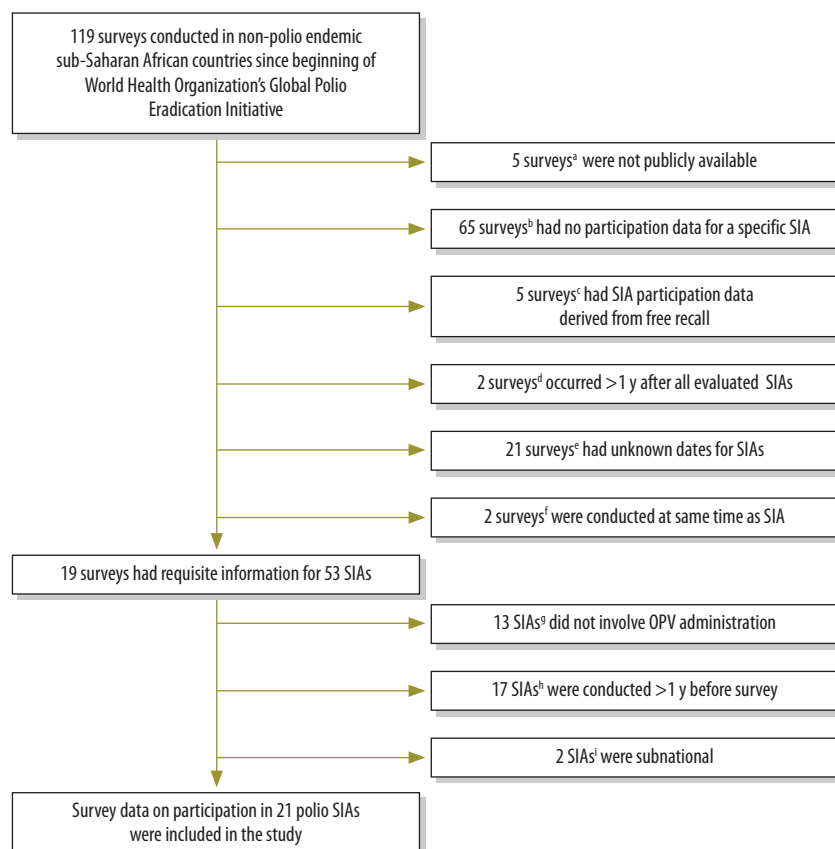 119 surveys conducted in non-polio endemic
sub-Saharan African countries since beginning of
World Health Organization's Global Polio
Eradication Initiative
5 surveysᵃ were not publicly available
65 surveysᵇ had no participation data for a specific SIA
5 surveysᶜ had SIA participation data
derived from free recall
2 surveysᵈ occurred >1 y after all evaluated SIAs
21 surveysᵉ had unknown dates for SIAs
2 surveysᶠ were conducted at same time as SIA
19 surveys had requisite information for 53 SIAs
13 SIAsᵍ did not involve OPV administration
17 SIAsʰ were conducted >1 y before survey
2 SIAsⁱ were subnational
Survey data on participation in 21 polio SIAs
were included in the study